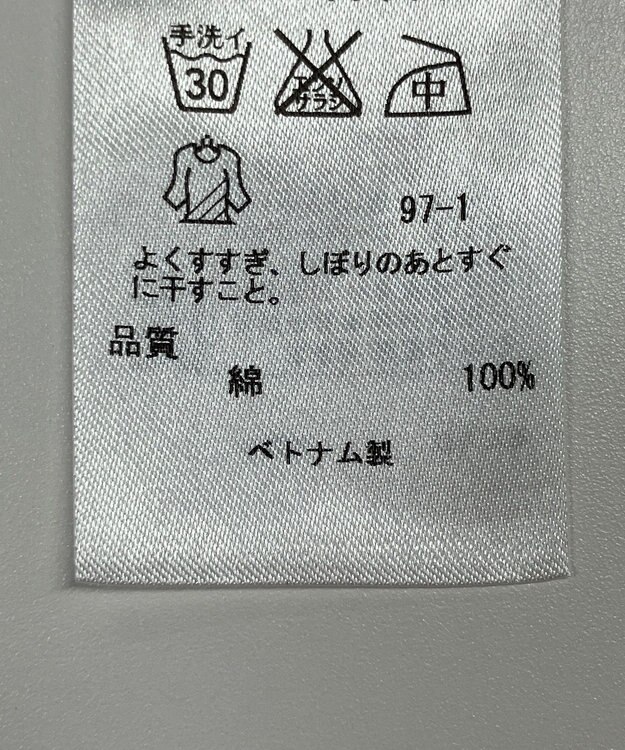 手洗イ
30
エンソ
サラシ
中
97-1
よくすすぎ、しぼりのあとすぐ
に干すこと。
品質
綿 100%
ベトナム製